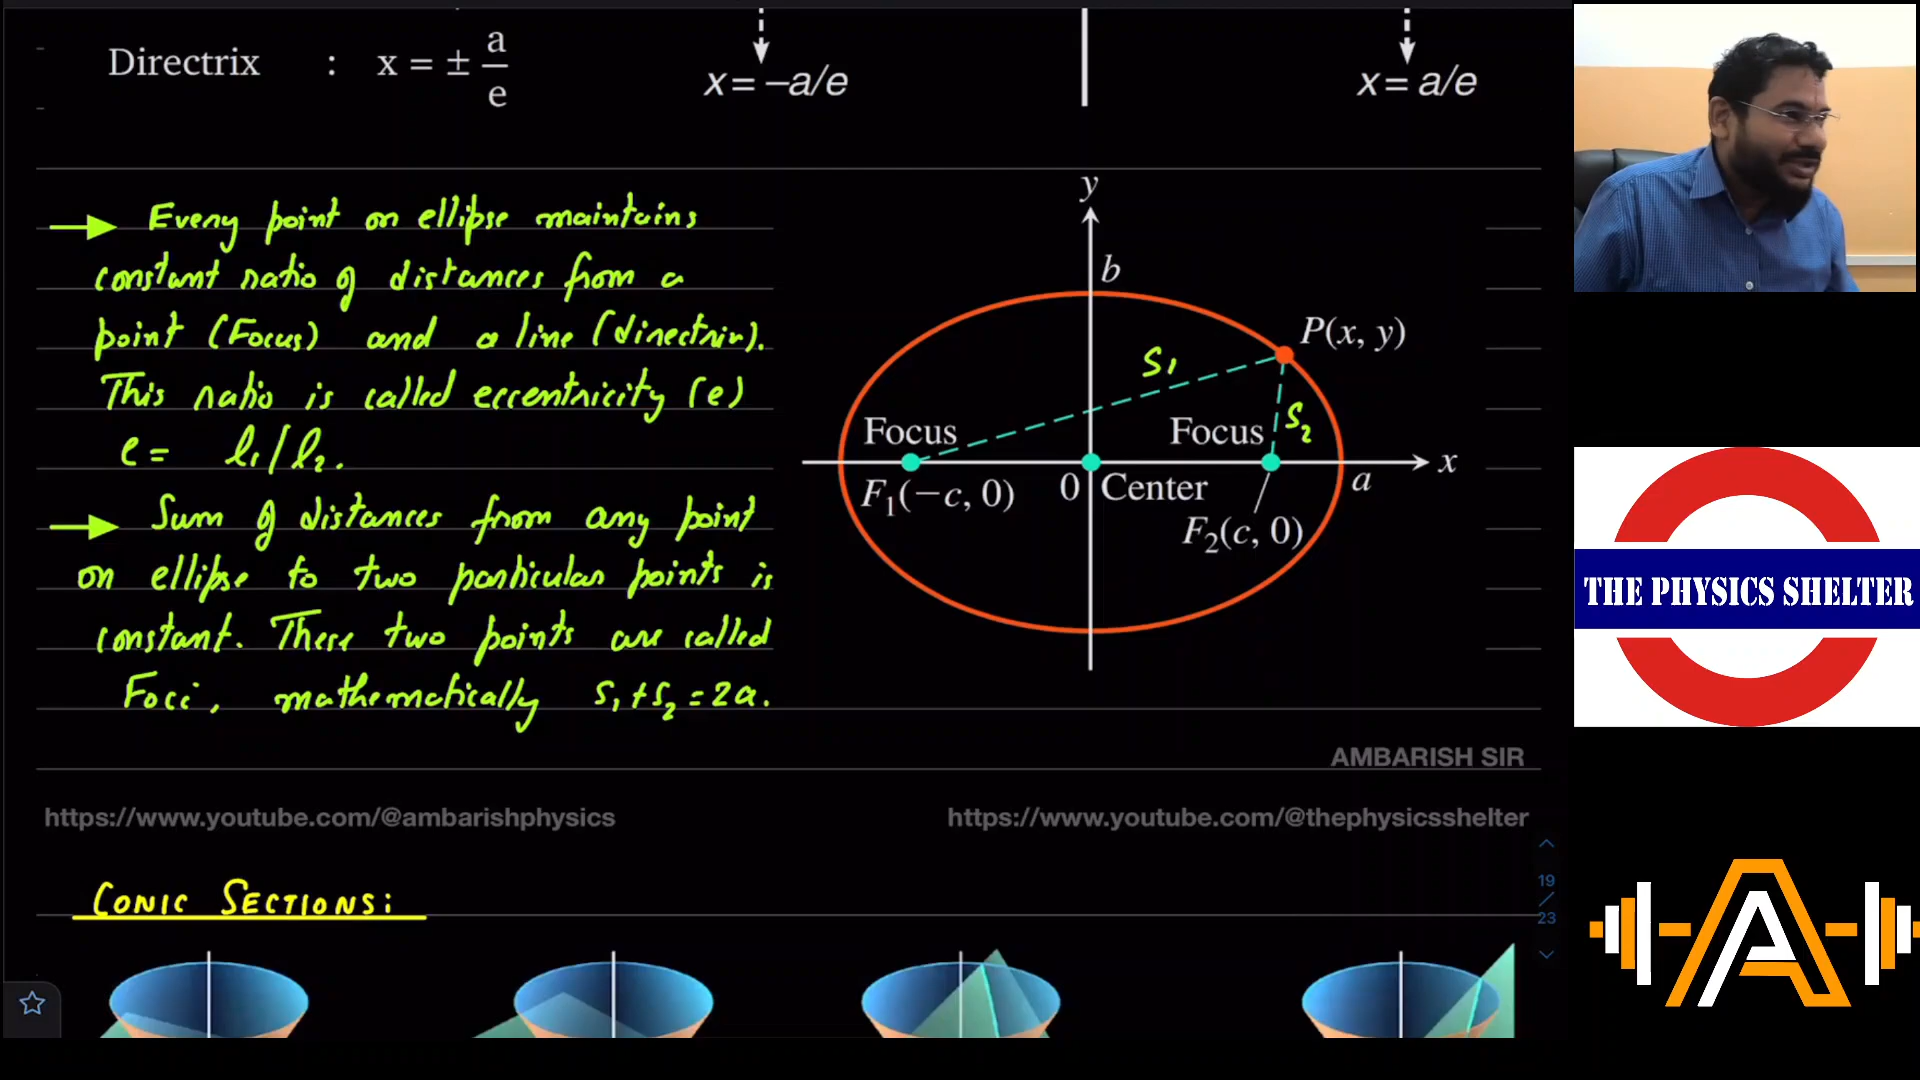 Directrix : x = ± a/e
x = –a/e
x = a/e
Every point on ellipse maintains
constant ratio of distances from a
point (Focus) and a line (directrix).
This ratio is called eccentricity (e)
e = l₁/l₂.
Sum of distances from any point
on ellipse to two particular points is
constant. These two points are called
Foci, mathematically S₁+S₂=2a.
y
b
P(x, y)
S₁
S₂
Focus
Focus
x
F₁(−c, 0)
0
Center
a
F₂(c, 0)
AMBARISH SIR
https://www.youtube.com/@ambarishphysics
https://www.youtube.com/@thephysicsshelter
CONIC SECTIONS:
19
/
23
THE PHYSICS SHELTER
A